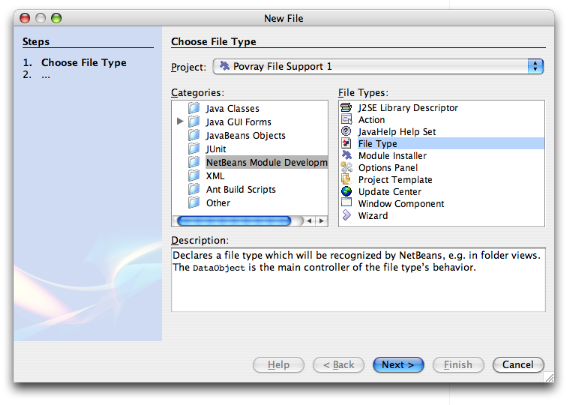 New File
Steps
1. Choose File Type
2. ...
Choose File Type
Project: Povray File Support 1
Categories:
Java Classes
Java GUI Forms
JavaBeans Objects
JUnit
NetBeans Module Developm
XML
Ant Build Scripts
Other
File Types:
J2SE Library Descriptor
Action
JavaHelp Help Set
File Type
Module Installer
Options Panel
Project Template
Update Center
Window Component
Wizard
Description:
Declares a file type which will be recognized by NetBeans, e.g. in folder views.
The DataObject is the main controller of the file type's behavior.
Help
< Back
Next >
Finish
Cancel